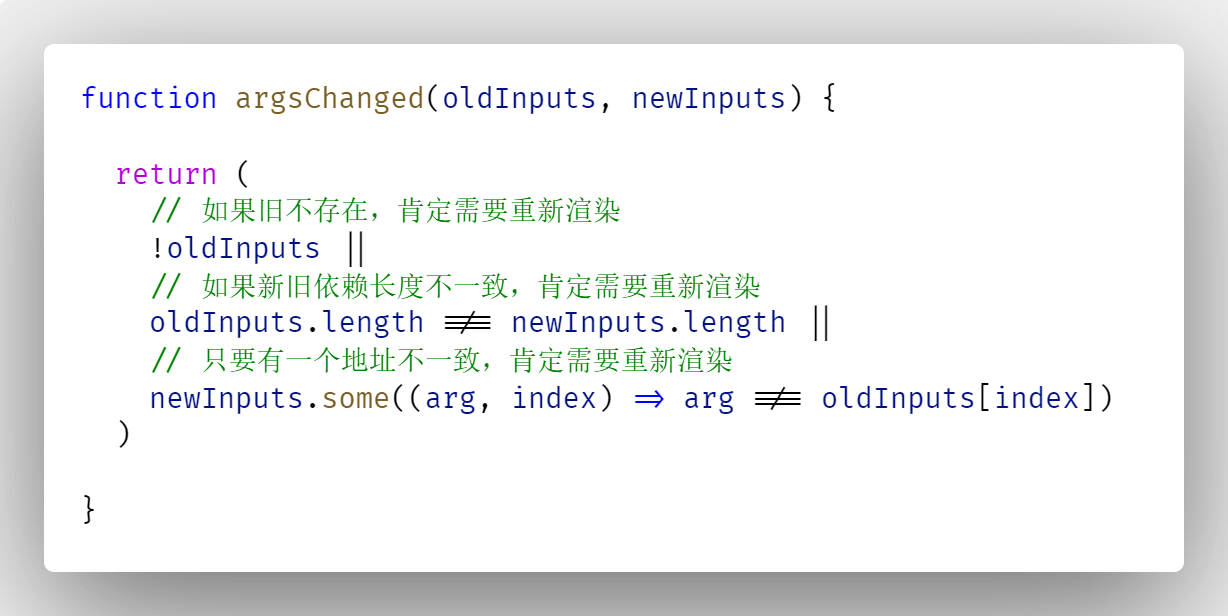 function argsChanged(oldInputs, newInputs) {
return (
// 如果旧不存在，肯定需要重新渲染
!oldInputs ||
// 如果新旧依赖长度不一致，肯定需要重新渲染
oldInputs.length !== newInputs.length ||
// 只要有一个地址不一致，肯定需要重新渲染
newInputs.some((arg, index) => arg !== oldInputs[index])
)
}